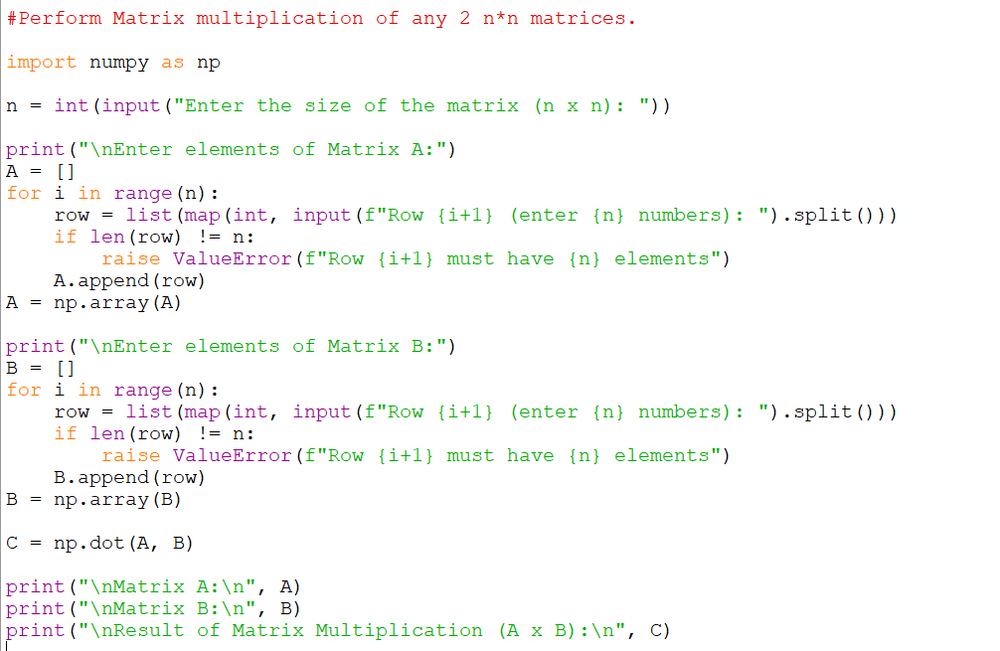 #Perform Matrix multiplication of any 2 n*n matrices.

import numpy as np

n = int(input("Enter the size of the matrix (n x n): "))

print("\nEnter elements of Matrix A:")
A = []
for i in range(n):
    row = list(map(int, input(f"Row {i+1} (enter {n} numbers): ").split()))
    if len(row) != n:
        raise ValueError(f"Row {i+1} must have {n} elements")
    A.append(row)
A = np.array(A)

print("\nEnter elements of Matrix B:")
B = []
for i in range(n):
    row = list(map(int, input(f"Row {i+1} (enter {n} numbers): ").split()))
    if len(row) != n:
        raise ValueError(f"Row {i+1} must have {n} elements")
    B.append(row)
B = np.array(B)

C = np.dot(A, B)

print("\nMatrix A:\n", A)
print("\nMatrix B:\n", B)
print("\nResult of Matrix Multiplication (A x B):\n", C)